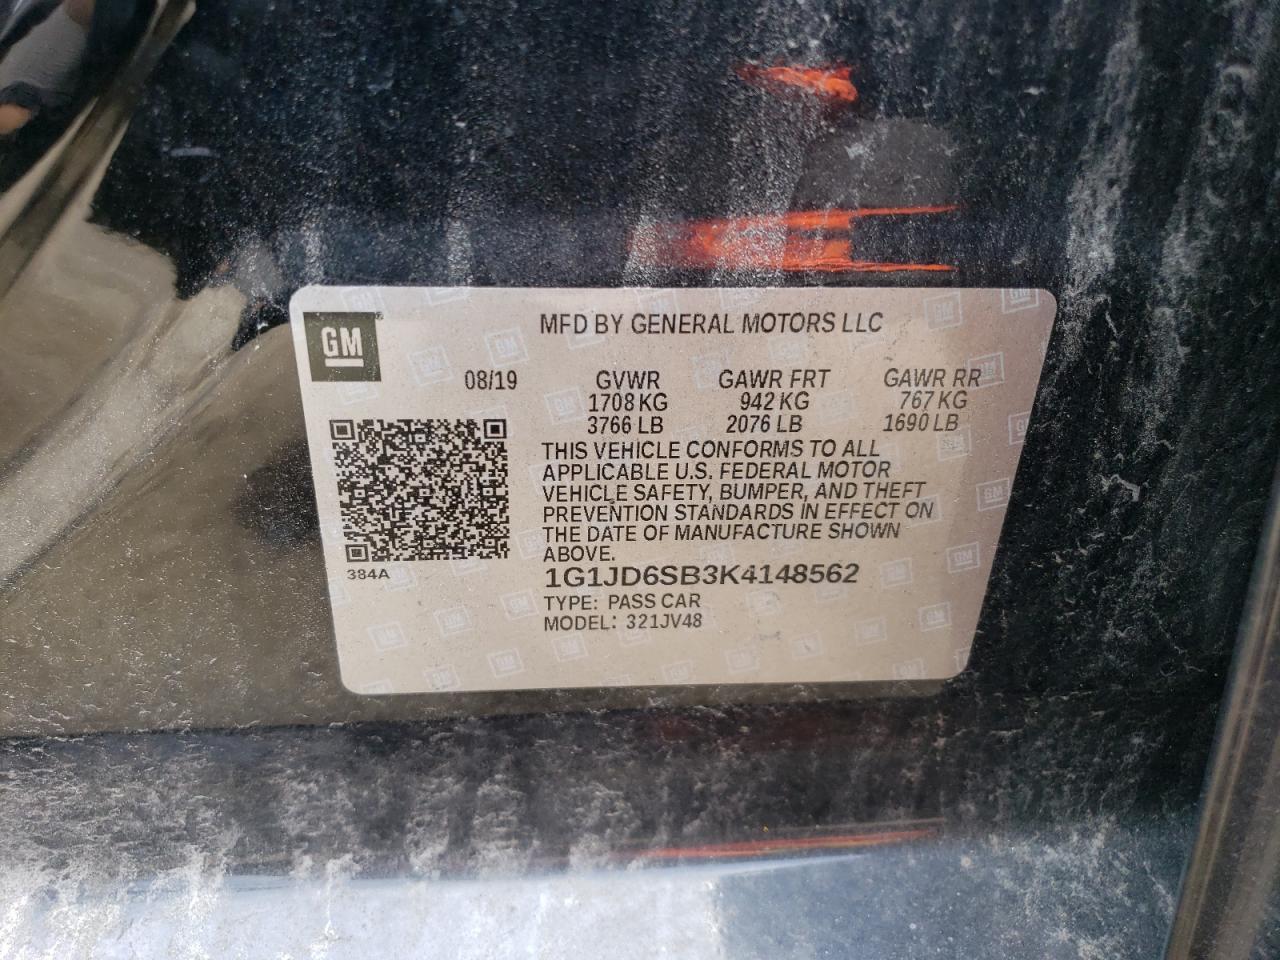 GM
MFD BY GENERAL MOTORS LLC
08/19 GVWR GAWR FRT GAWR RR
1708 KG 942 KG 767 KG
3766 LB 2076 LB 1690 LB
THIS VEHICLE CONFORMS TO ALL
APPLICABLE U.S. FEDERAL MOTOR
VEHICLE SAFETY, BUMPER, AND THEFT
PREVENTION STANDARDS IN EFFECT ON
THE DATE OF MANUFACTURE SHOWN
ABOVE.
384A
1G1JD6SB3K4148562
TYPE: PASS CAR
MODEL: 321JV48